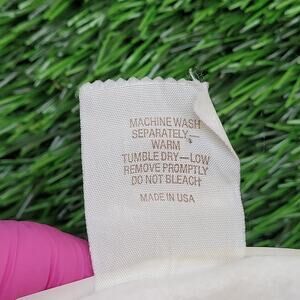 MACHINE WASH
SEPARATELY—
WARM
TUMBLE DRY—LOW
REMOVE PROMPTLY
DO NOT BLEACH
MADE IN USA